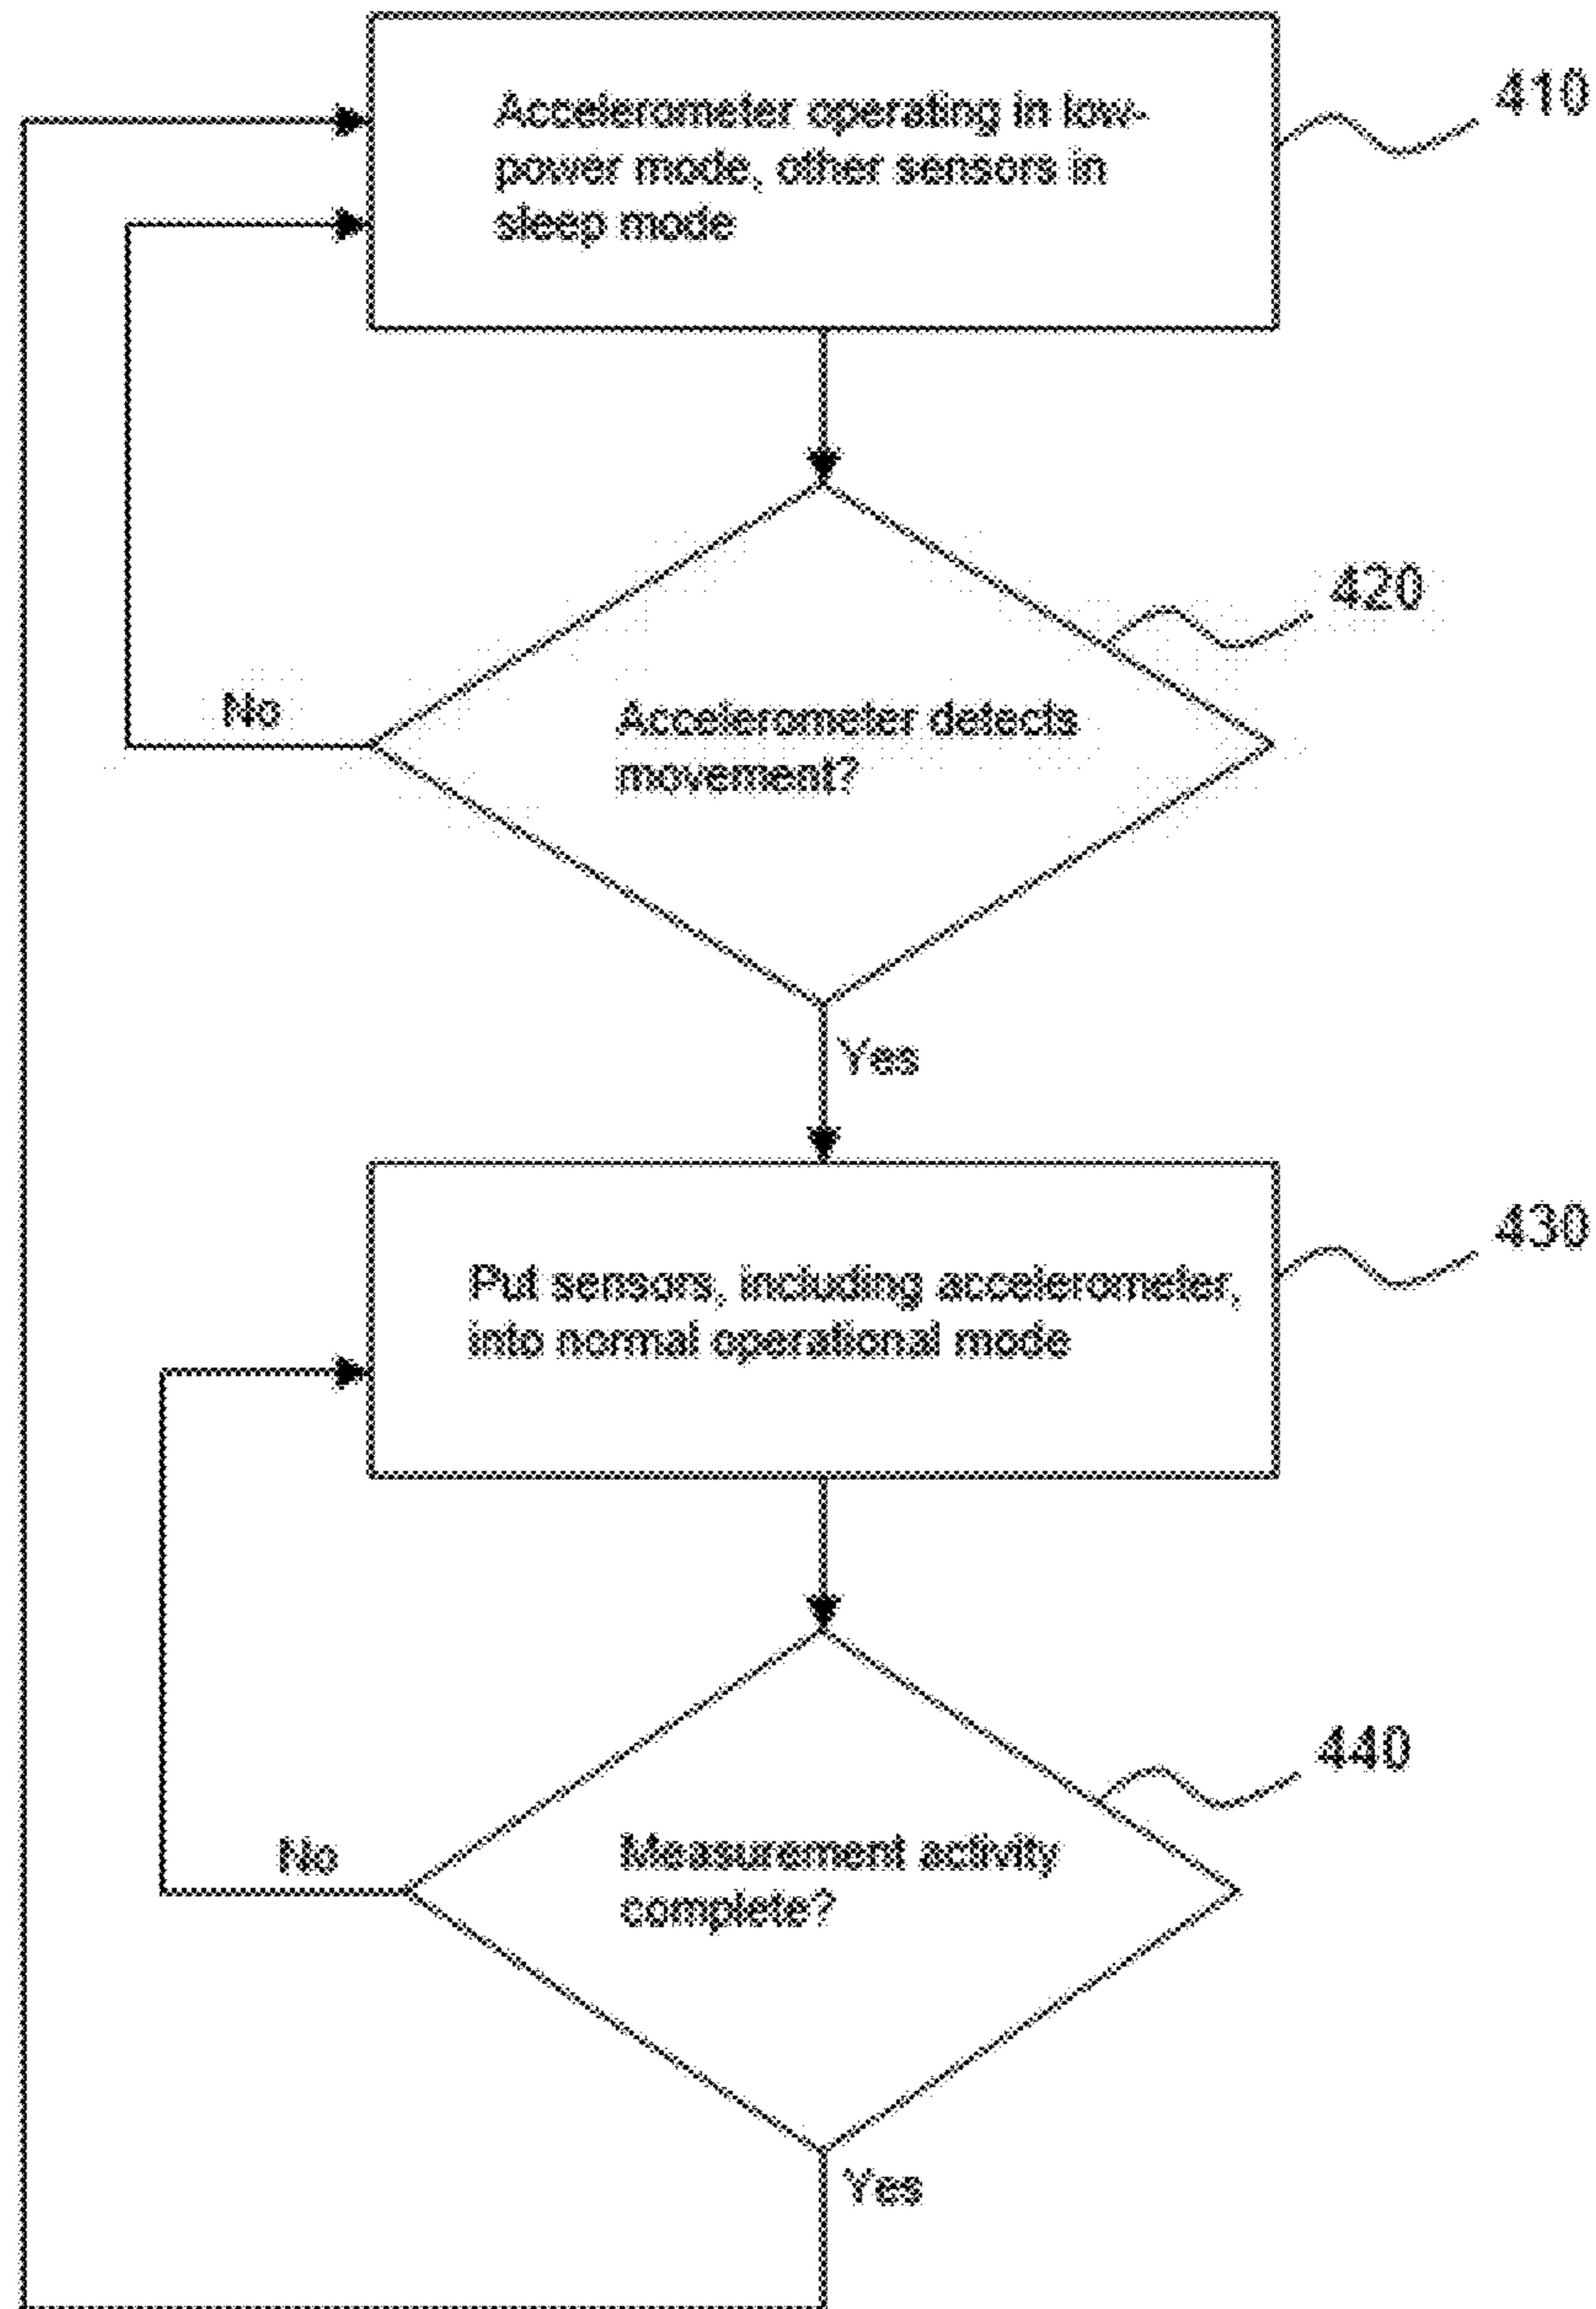 Accelerometer operating in low-
power mode, other sensors in
sleep mode
410
420
No
Accelerometer detects
movement?
Yes
430
Put sensors, including accelerometer,
into normal operational mode
440
No
Measurement activity
complete?
Yes